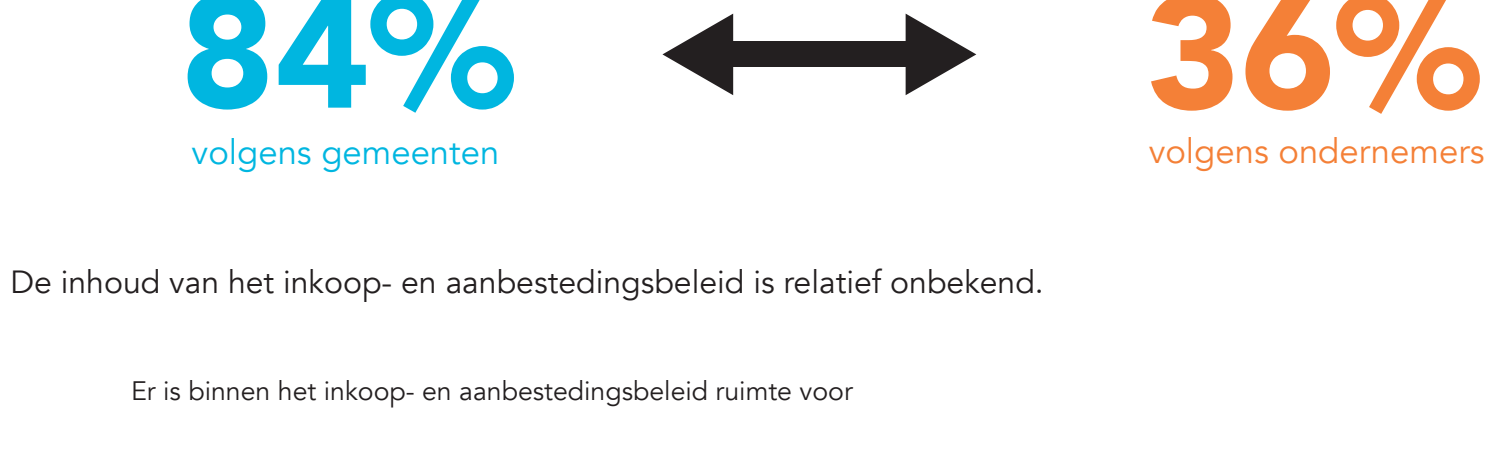 84% 36%
volgens gemeenten volgens ondernemers
De inhoud van het inkoop- en aanbestedingsbeleid is relatief onbekend.
Er is binnen het inkoop- en aanbestedingsbeleid ruimte voor